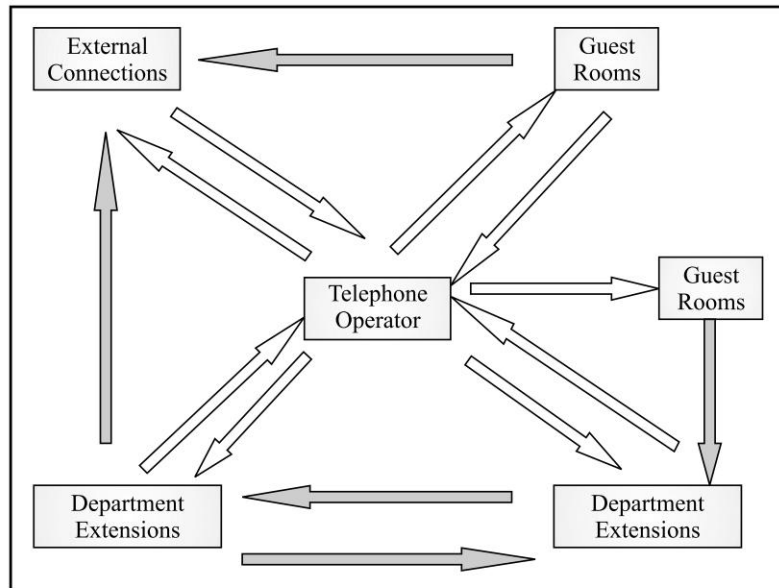 External
Connections
Guest
Rooms
Telephone
Operator
Guest
Rooms
Department
Extensions
Department
Extensions